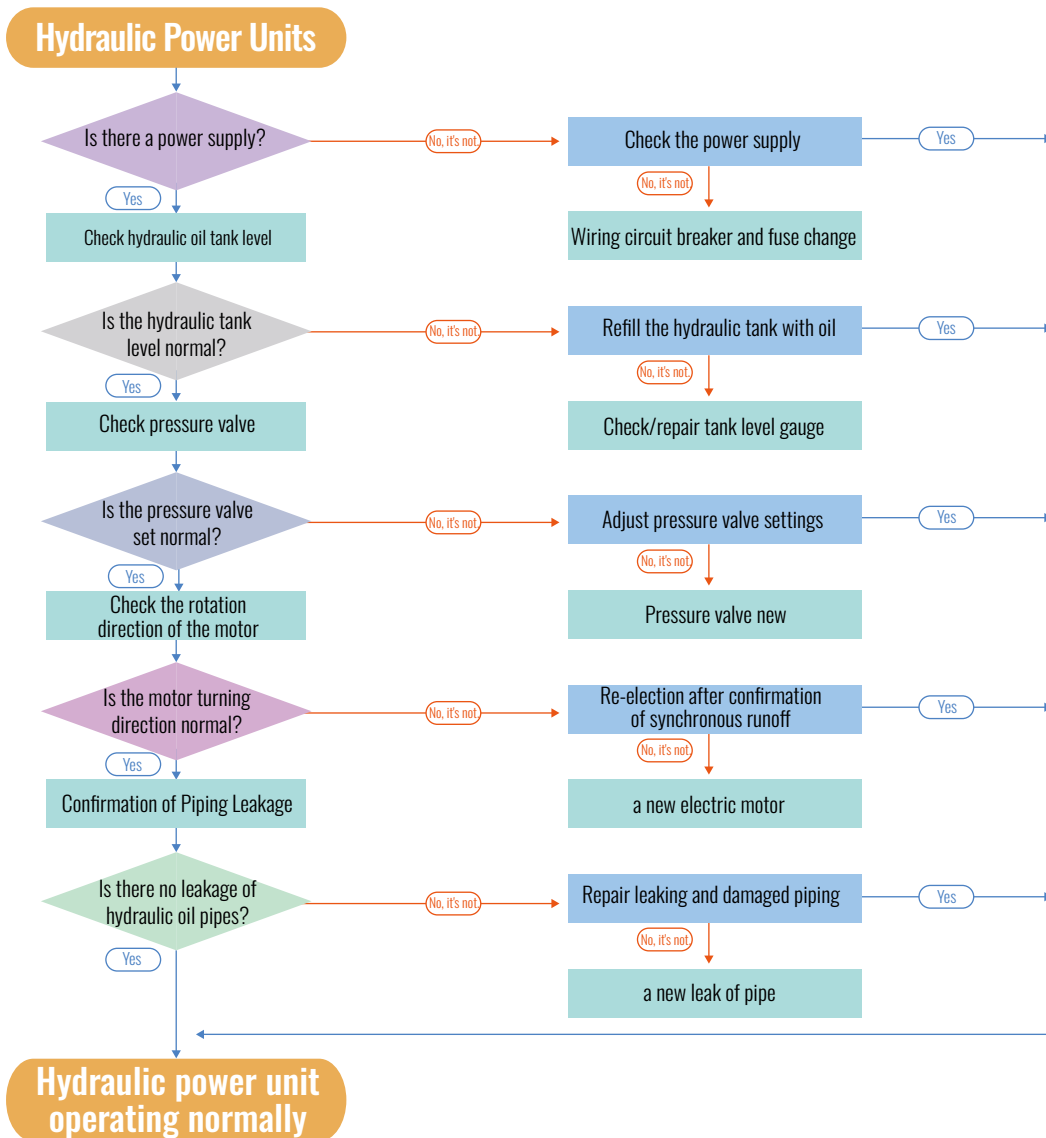 Hydraulic Power Units
Is there a power supply?
No, it's not.
Check the power supply
Yes
Yes
No, it's not.
Check hydraulic oil tank level
Wiring circuit breaker and fuse change
Is the hydraulic tank
level normal?
No, it's not.
Refill the hydraulic tank with oil
Yes
Yes
No, it's not.
Check pressure valve
Check/repair tank level gauge
Is the pressure valve
set normal?
No, it's not.
Adjust pressure valve settings
Yes
Yes
No, it's not.
Check the rotation
direction of the motor
Pressure valve new
Is the motor turning
direction normal?
No, it's not.
Re-election after confirmation
of synchronous runoff
Yes
Yes
No, it's not.
Confirmation of Piping Leakage
a new electric motor
Is there no leakage of
hydraulic oil pipes?
No, it's not.
Repair leaking and damaged piping
Yes
Yes
No, it's not.
a new leak of pipe
Hydraulic power unit
operating normally